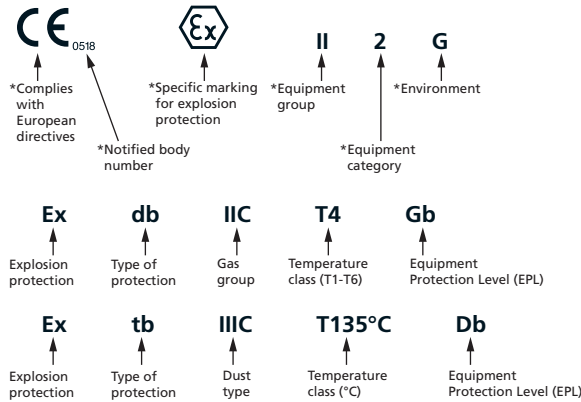 CE 0518 Ex II 2 G
*Complies with European directives
*Notified body number
*Specific marking for explosion protection
*Equipment group
*Equipment category
*Environment
Ex db IIC T4 Gb
Explosion protection
Type of protection
Gas group
Temperature class (T1-T6)
Equipment Protection Level (EPL)
Ex tb IIIC T135°C Db
Explosion protection
Type of protection
Dust type
Temperature class (°C)
Equipment Protection Level (EPL)